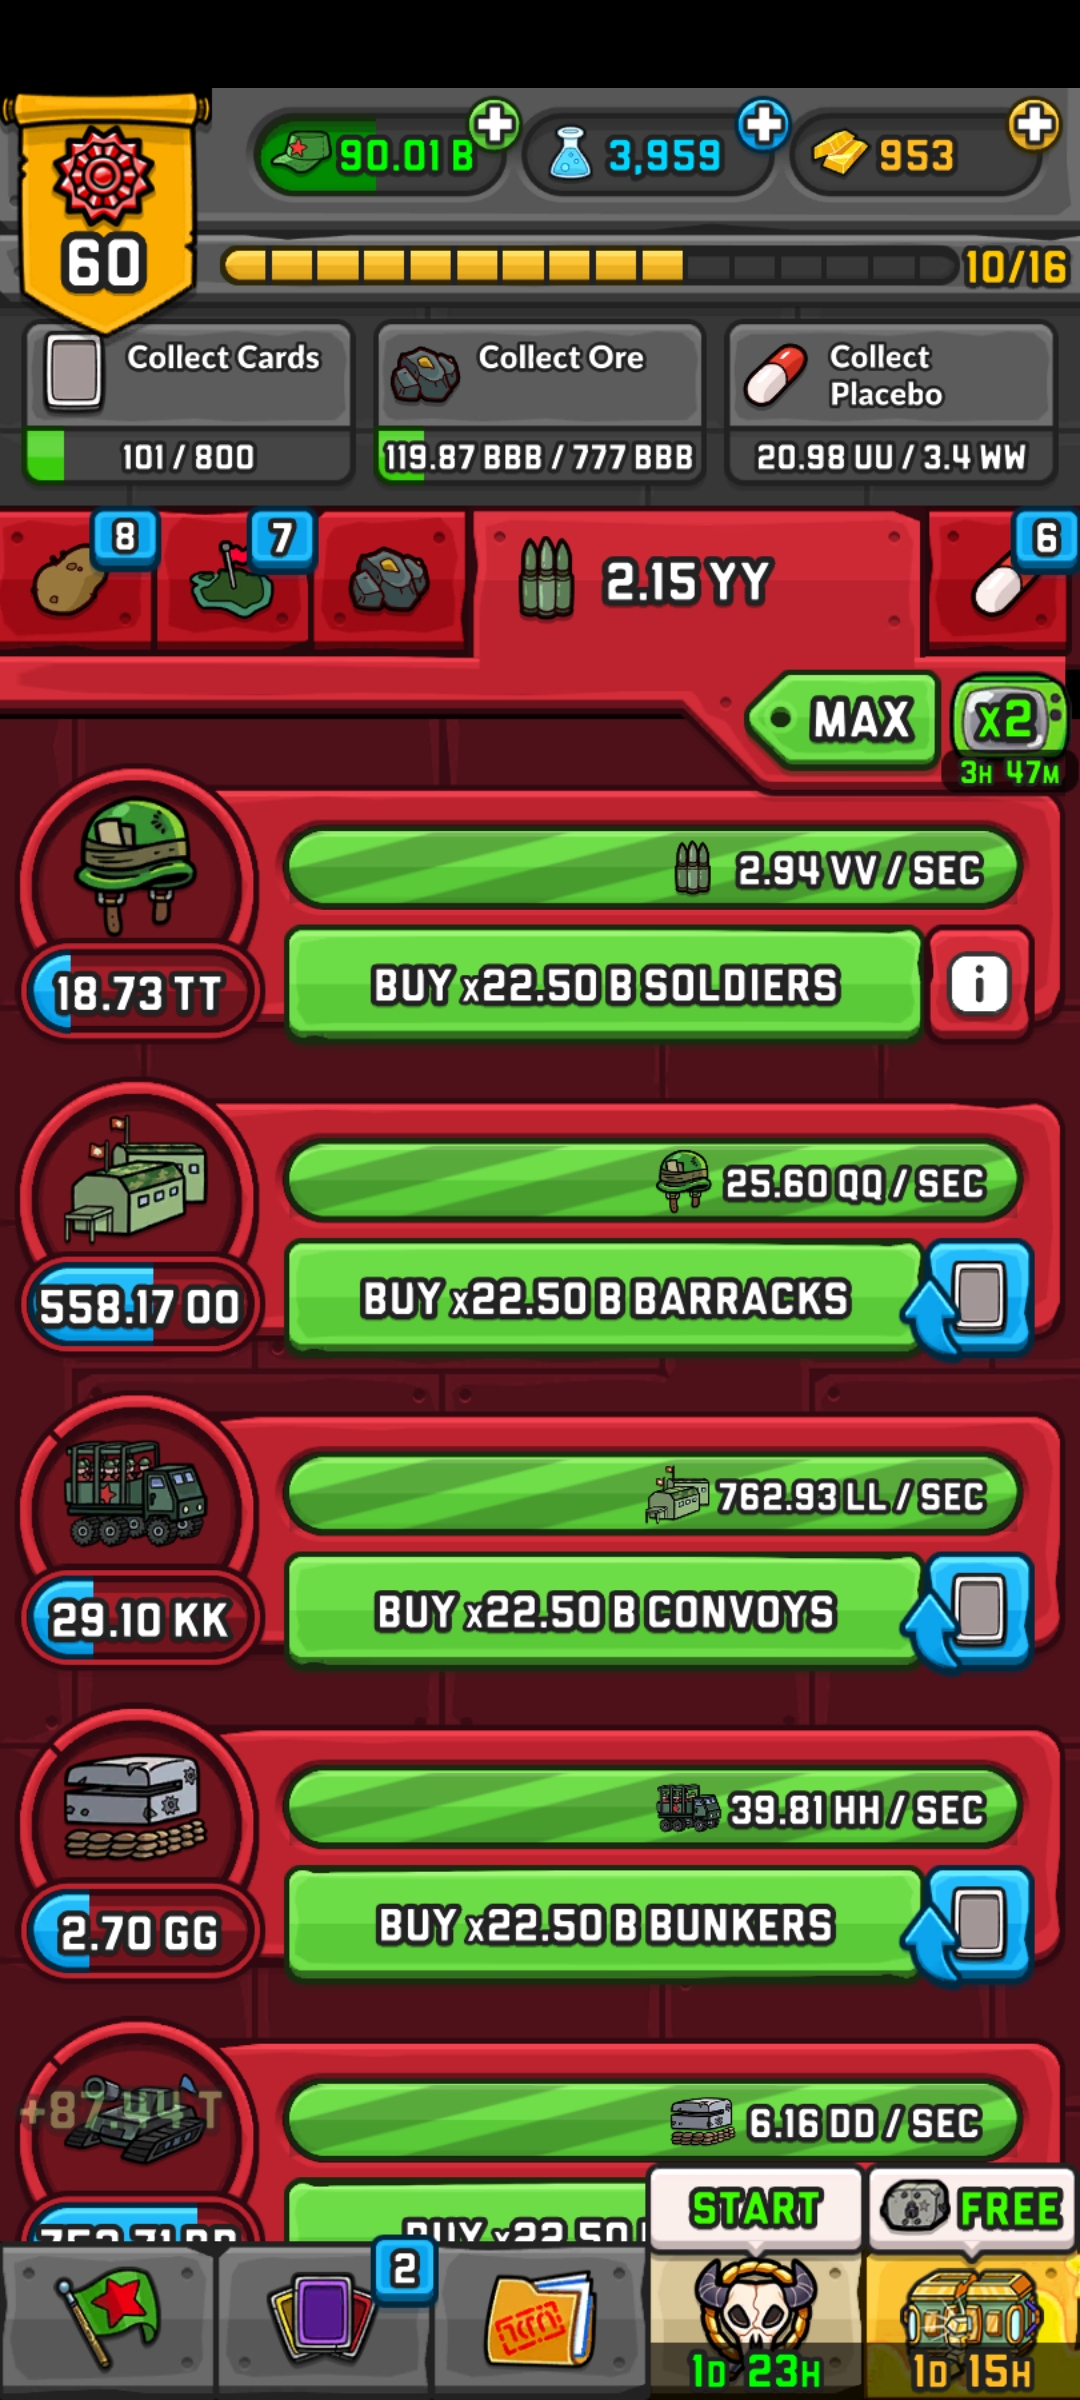 90.01 B
3,959
953
60
10/16
Collect Cards
101 / 800
Collect Ore
119.87 BBB / 777 BBB
Collect
Placebo
20.98 UU / 3.4 WW
8
7
2.15 YY
6
MAX
x2
3H 47M
2.94 VV / SEC
18.73 TT
BUY x22.50 B SOLDIERS
i
25.60 QQ / SEC
558.17 OO
BUY x22.50 B BARRACKS
762.93 LL / SEC
29.10 KK
BUY x22.50 B CONVOYS
39.81 HH / SEC
2.70 GG
BUY x22.50 B BUNKERS
6.16 DD / SEC
BUY x22.50
START
FREE
2
1D 23H
1D 15H